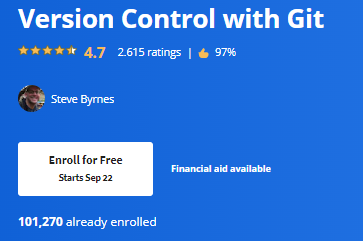 Version Control with Git
4.7 2.615 ratings | 97%
Steve Byrnes
Enroll for Free
Starts Sep 22
Financial aid available
101,270 already enrolled